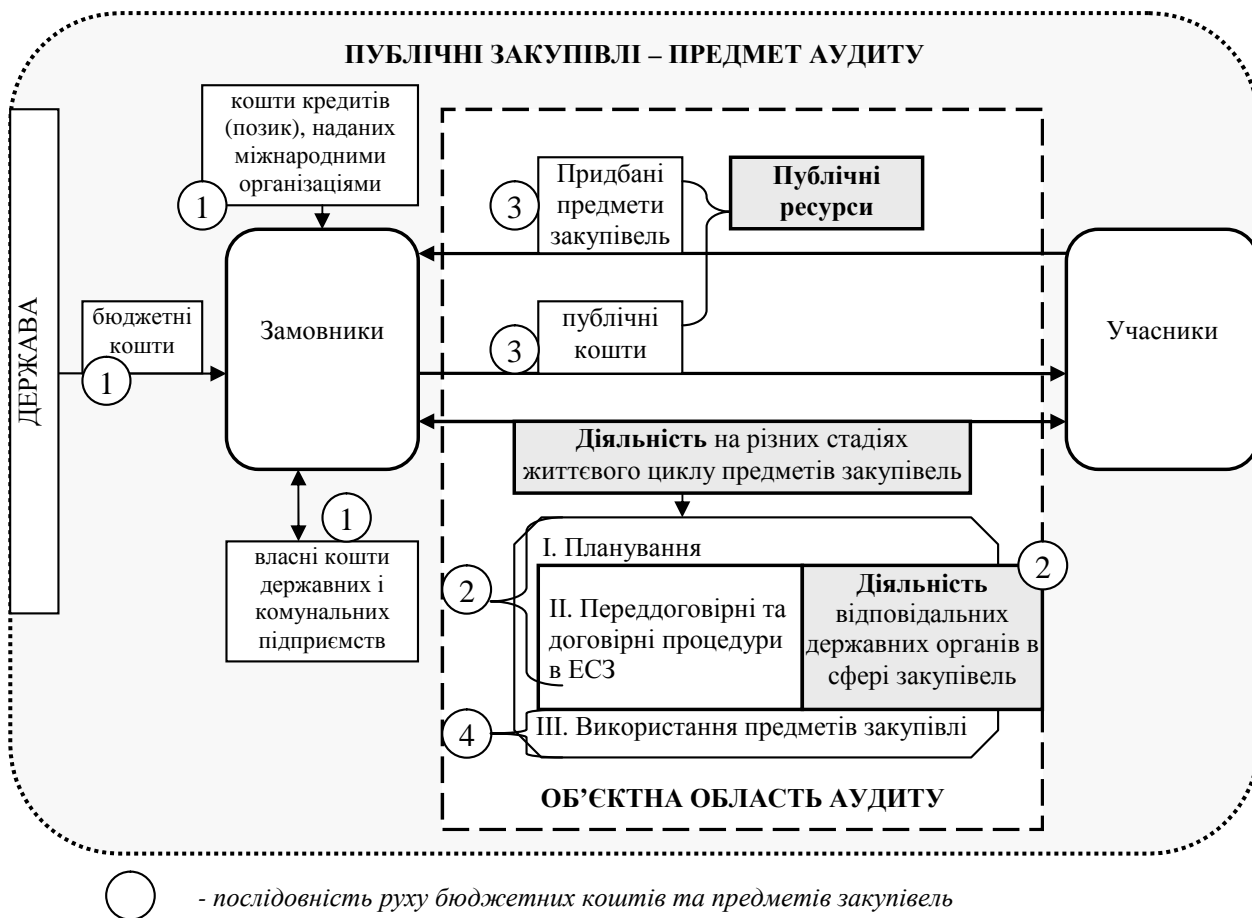 ПУБЛІЧНІ ЗАКУПІВЛІ – ПРЕДМЕТ АУДИТУ
ДЕРЖАВА
кошти кредитів
(позик), наданих
міжнародними
організаціями
1
бюджетні
кошти
1
Замовники
1
власні кошти
державних і
комунальних
підприємств
3
Придбані
предмети
закупівель
Публічні
ресурси
3
публічні
кошти
Учасники
Діяльність на різних стадіях
життєвого циклу предметів закупівель
2
І. Планування
ІІ. Переддоговірні та
договірні процедури
в ЕСЗ
2
Діяльність
відповідальних
державних органів в
сфері закупівель
4
ІІІ. Використання предметів закупівлі
ОБ’ЄКТНА ОБЛАСТЬ АУДИТУ
- послідовність руху бюджетних коштів та предметів закупівель